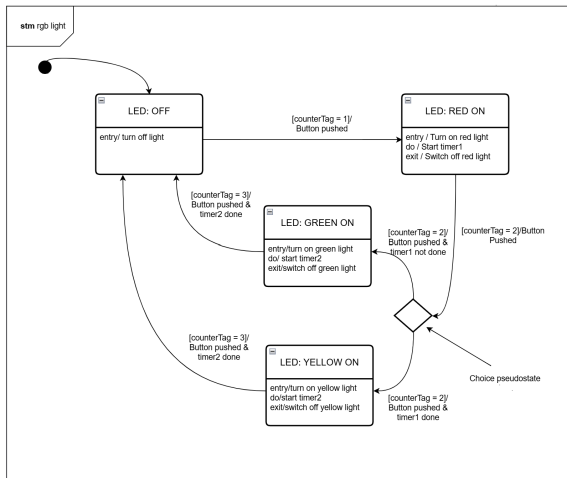 stm rgb light
LED: OFF
entry/ turn off light
[counterTag = 1]/
Button pushed
LED: RED ON
entry / Turn on red light
do / Start timer1
exit / Switch off red light
[counterTag = 3]/
Button pushed &
timer2 done
LED: GREEN ON
entry/turn on green light
do/ start timer2
exit/switch off green light
[counterTag = 2]/
Button pushed &
timer1 not done
[counterTag = 2]/Button
Pushed
[counterTag = 3]/
Button pushed &
timer2 done
LED: YELLOW ON
entry/turn on yellow light
do/start timer2
exit/switch off yellow light
[counterTag = 2]/
Button pushed &
timer1 done
Choice pseudostate